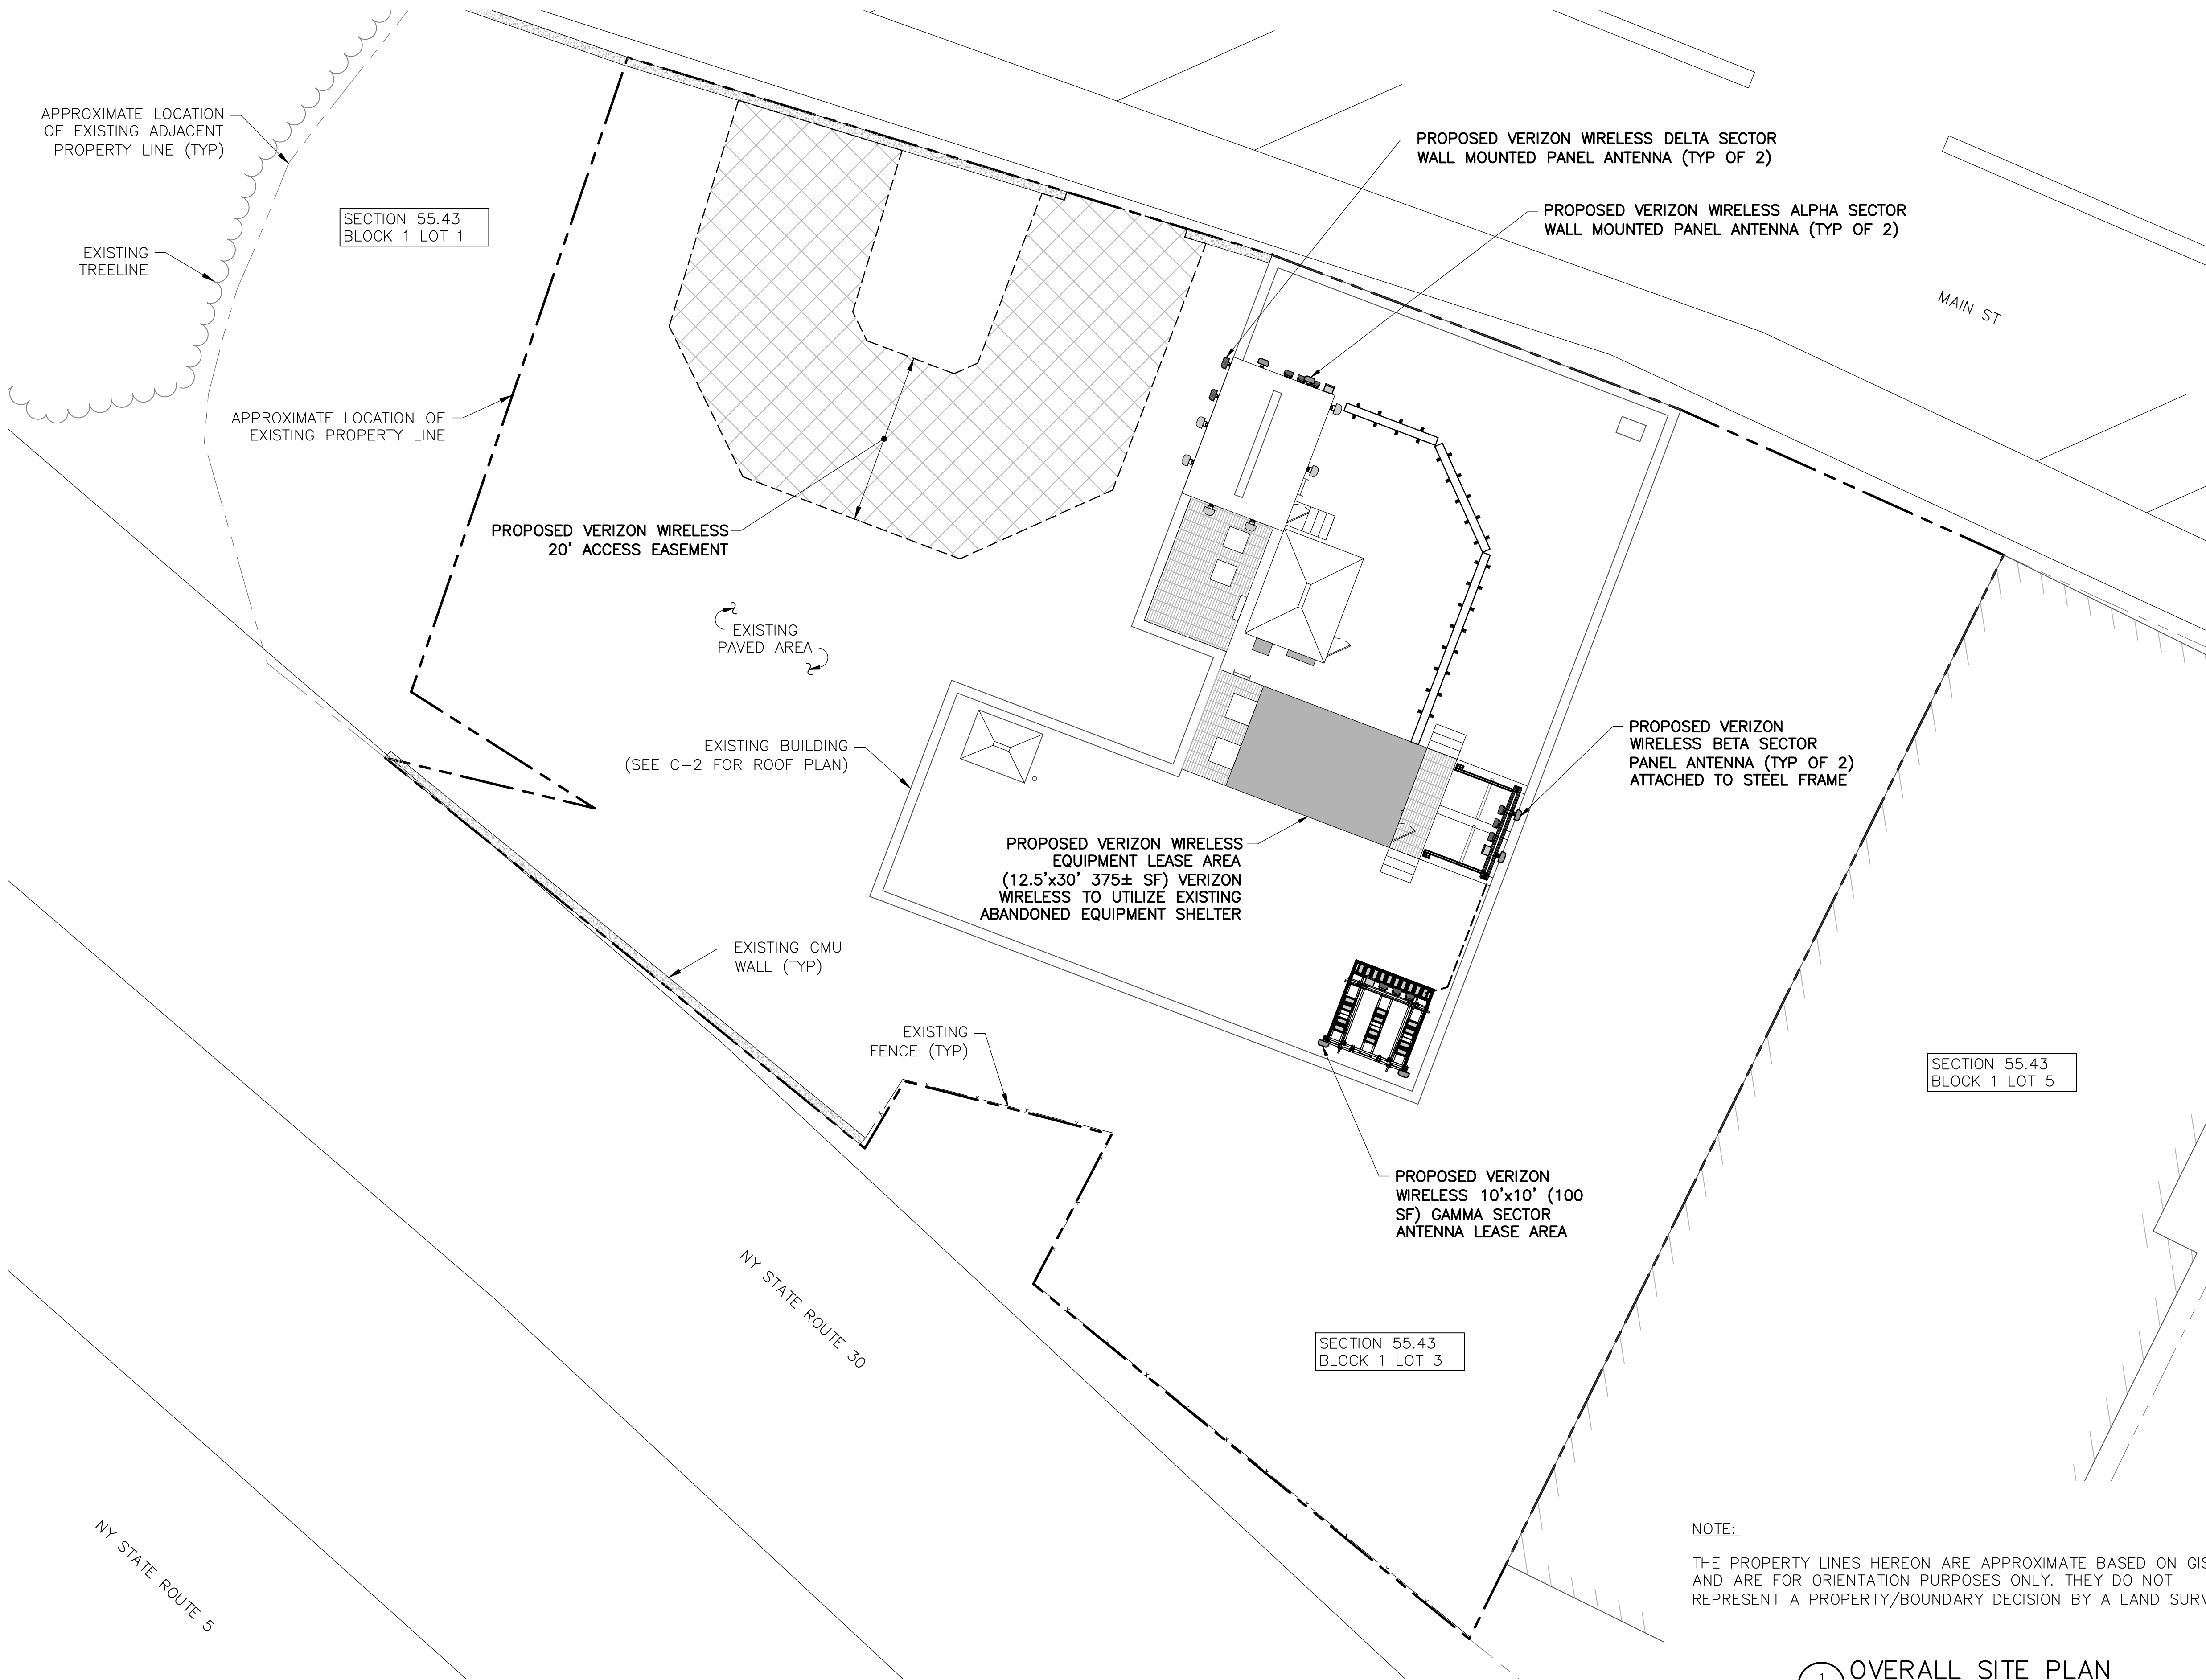 APPROXIMATE LOCATION
OF EXISTING ADJACENT
PROPERTY LINE (TYP)
SECTION 55.43
BLOCK 1 LOT 1
EXISTING
TREELINE
APPROXIMATE LOCATION OF
EXISTING PROPERTY LINE
PROPOSED VERIZON WIRELESS DELTA SECTOR
WALL MOUNTED PANEL ANTENNA (TYP OF 2)
PROPOSED VERIZON WIRELESS ALPHA SECTOR
WALL MOUNTED PANEL ANTENNA (TYP OF 2)
MAIN ST
PROPOSED VERIZON WIRELESS
20' ACCESS EASEMENT
EXISTING
PAVED AREA
EXISTING BUILDING
(SEE C-2 FOR ROOF PLAN)
PROPOSED VERIZON
WIRELESS BETA SECTOR
PANEL ANTENNA (TYP OF 2)
ATTACHED TO STEEL FRAME
PROPOSED VERIZON WIRELESS
EQUIPMENT LEASE AREA
(12.5'x30' 375± SF) VERIZON
WIRELESS TO UTILIZE EXISTING
ABANDONED EQUIPMENT SHELTER
EXISTING CMU
WALL (TYP)
EXISTING
FENCE (TYP)
SECTION 55.43
BLOCK 1 LOT 5
PROPOSED VERIZON
WIRELESS 10'x10' (100
SF) GAMMA SECTOR
ANTENNA LEASE AREA
NY STATE ROUTE 30
SECTION 55.43
BLOCK 1 LOT 3
NY STATE ROUTE 5
NOTE:
THE PROPERTY LINES HEREON ARE APPROXIMATE BASED ON GIS
AND ARE FOR ORIENTATION PURPOSES ONLY. THEY DO NOT
REPRESENT A PROPERTY/BOUNDARY DECISION BY A LAND
1 OVERALL SITE PLAN